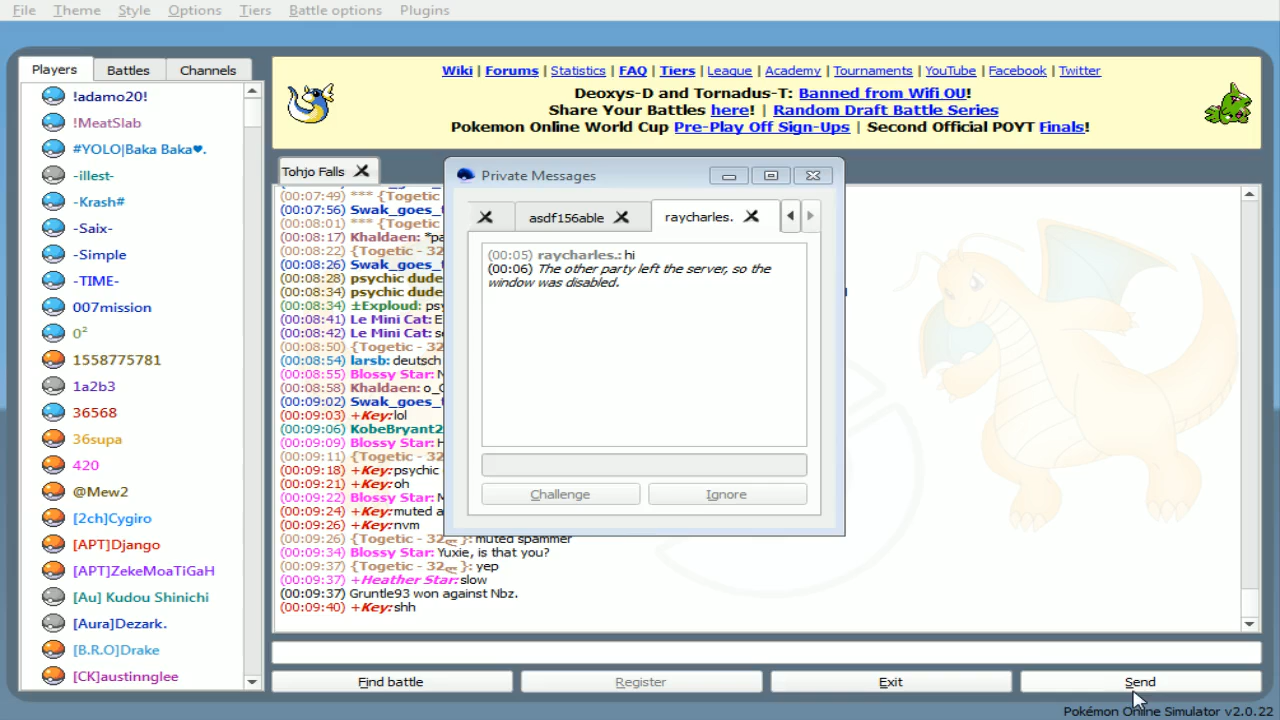 File Theme Style Options Tiers Battle options Plugins
Players Battles Channels
!adamo20!
!MeatSlab
#YOLO|Baka Baka♥.
-illest-
-Krash#
-Saix-
-Simple
-TIME-
007mission
0²
1558775781
1a2b3
36568
36supa
420
@Mew2
[2ch]Cygiro
[APT]Django
[APT]ZekeMoaTiGaH
[Au] Kudou Shinichi
[Aura]Dezark.
[B.R.O]Drake
[CK]austinnglee
Wiki | Forums | Statistics | FAQ | Tiers | League | Academy | Tournaments | YouTube | Facebook | Twitter
Deoxys-D and Tornadus-T: Banned from Wifi OU!
Share Your Battles here! | Random Draft Battle Series
Pokemon Online World Cup Pre-Play Off Sign-Ups | Second Official POYT Finals!
Tohjo Falls
(00:07:49) *** {Togetic
(00:07:56) Swak_goes_
(00:08:01) *** {Togetic
(00:08:17) Khaldaen: *pa
(00:08:22) {Togetic - 32
(00:08:26) Swak_goes_
(00:08:28) psychic dude
(00:08:34) psychic dude
(00:08:34) ±Exploud: psy
(00:08:41) Le Mini Cat: E
(00:08:42) Le Mini Cat: s
(00:08:50) {Togetic - 32
(00:08:54) larsb: deutsch
(00:08:55) Blossy Star:
(00:08:58) Khaldaen: o_
(00:09:02) Swak_goes_
(00:09:03) +Key: lol
(00:09:06) KobeBryant2
(00:09:09) Blossy Star: H
(00:09:11) {Togetic - 32
(00:09:18) +Key: psychic
(00:09:21) +Key: oh
(00:09:22) Blossy Star:
(00:09:24) +Key: muted a
(00:09:26) +Key: nvm
(00:09:26) {Togetic - 32 }: muted spammer
(00:09:34) Blossy Star: Yuxie, is that you?
(00:09:37) {Togetic - 32 }: yep
(00:09:37) +Heather Star: slow
(00:09:37) Gruntle93 won against Nbz.
(00:09:40) +Key: shh
Private Messages
asdf156able raycharles.
(00:05) raycharles.: hi
(00:06) The other party left the server, so the
window was disabled.
Challenge Ignore
Find battle Register Exit Send
Pokémon Online Simulator v2.0.22